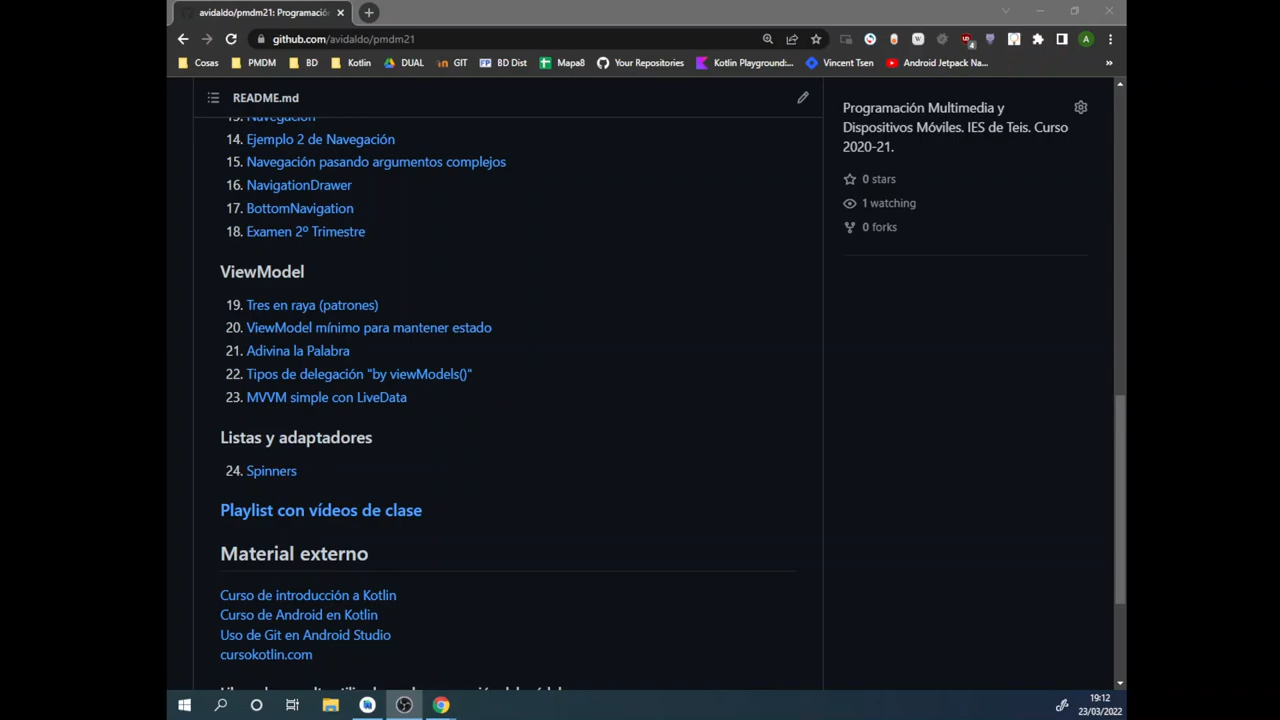 avidaldo/pmdm21: Programació
github.com/avidaldo/pmdm21
Cosas PMDM BD Kotlin DUAL GIT BD Dist Mapa8 Your Repositories Kotlin Playground:... Vincent Tsen Android Jetpack Na... »
README.md
14. Ejemplo 2 de Navegación
15. Navegación pasando argumentos complejos
16. NavigationDrawer
17. BottomNavigation
18. Examen 2º Trimestre
ViewModel
19. Tres en raya (patrones)
20. ViewModel mínimo para mantener estado
21. Adivina la Palabra
22. Tipos de delegación "by viewModels()"
23. MVVM simple con LiveData
Listas y adaptadores
24. Spinners
Playlist con vídeos de clase
Material externo
Curso de introducción a Kotlin
Curso de Android en Kotlin
Uso de Git en Android Studio
cursokotlin.com
Programación Multimedia y
Dispositivos Móviles. IES de Teis. Curso
2020-21.
0 stars
1 watching
0 forks
19:12
23/03/2022